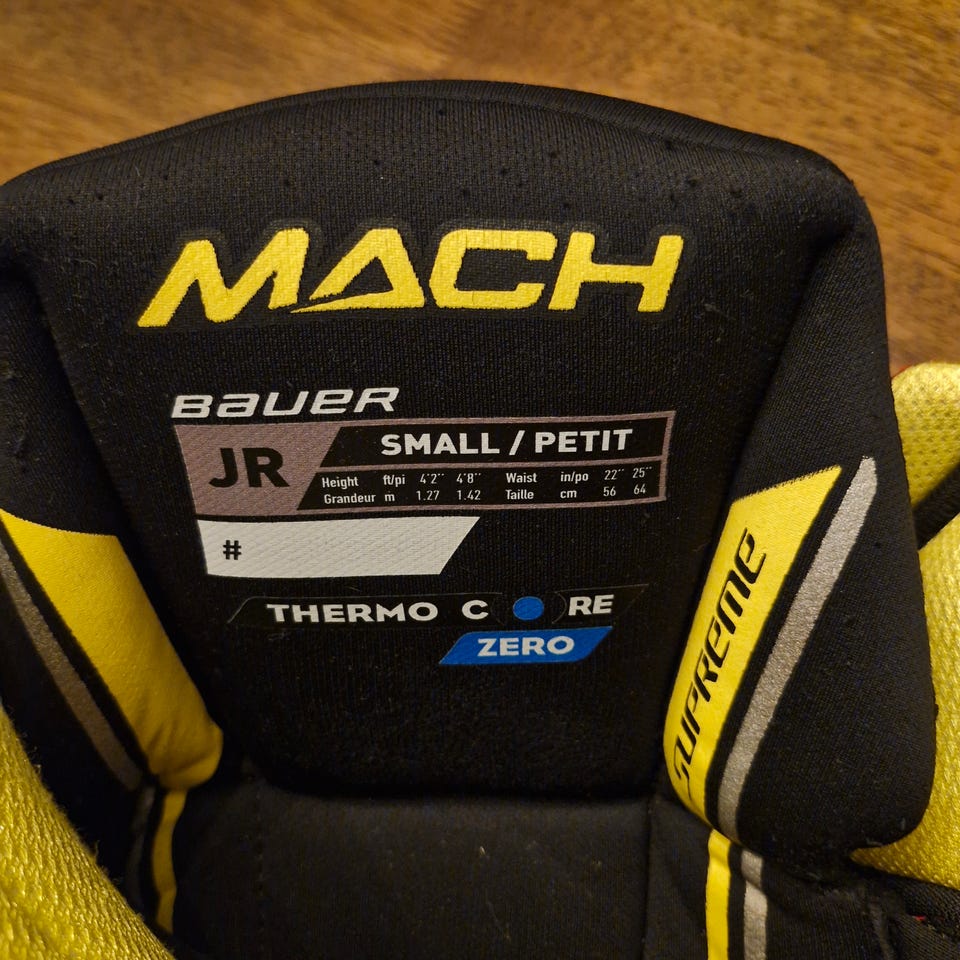 MACH
BAUER
JR
SMALL / PETIT
Height ft/pi 4'2'' 4'8'' Waist in/po 22'' 25''
Grandeur m 1.27 1.42 Taille cm 56 64
#
THERMO CORE
ZERO
SUPREME